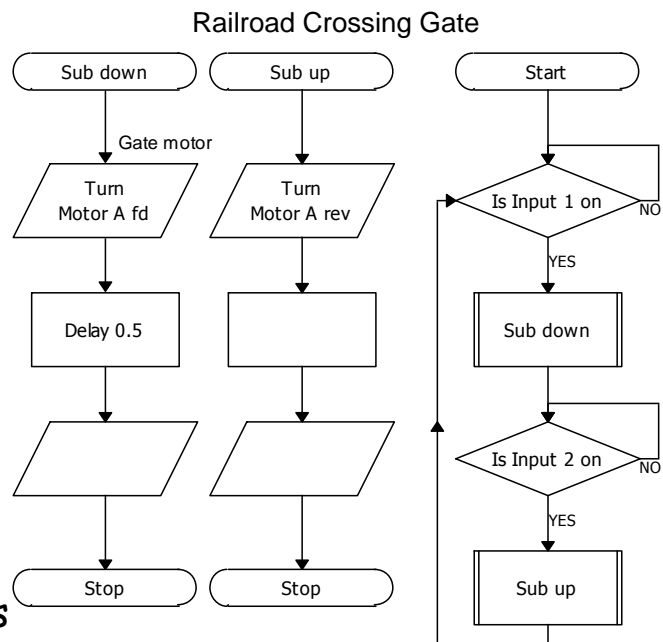 Railroad Crossing Gate
Sub down
Gate motor
Turn
Motor A fd
Delay 0.5
Stop
Sub up
Turn
Motor A rev
Stop
Start
Is Input 1 on
NO
YES
Sub down
Is Input 2 on
NO
YES
Sub up
s